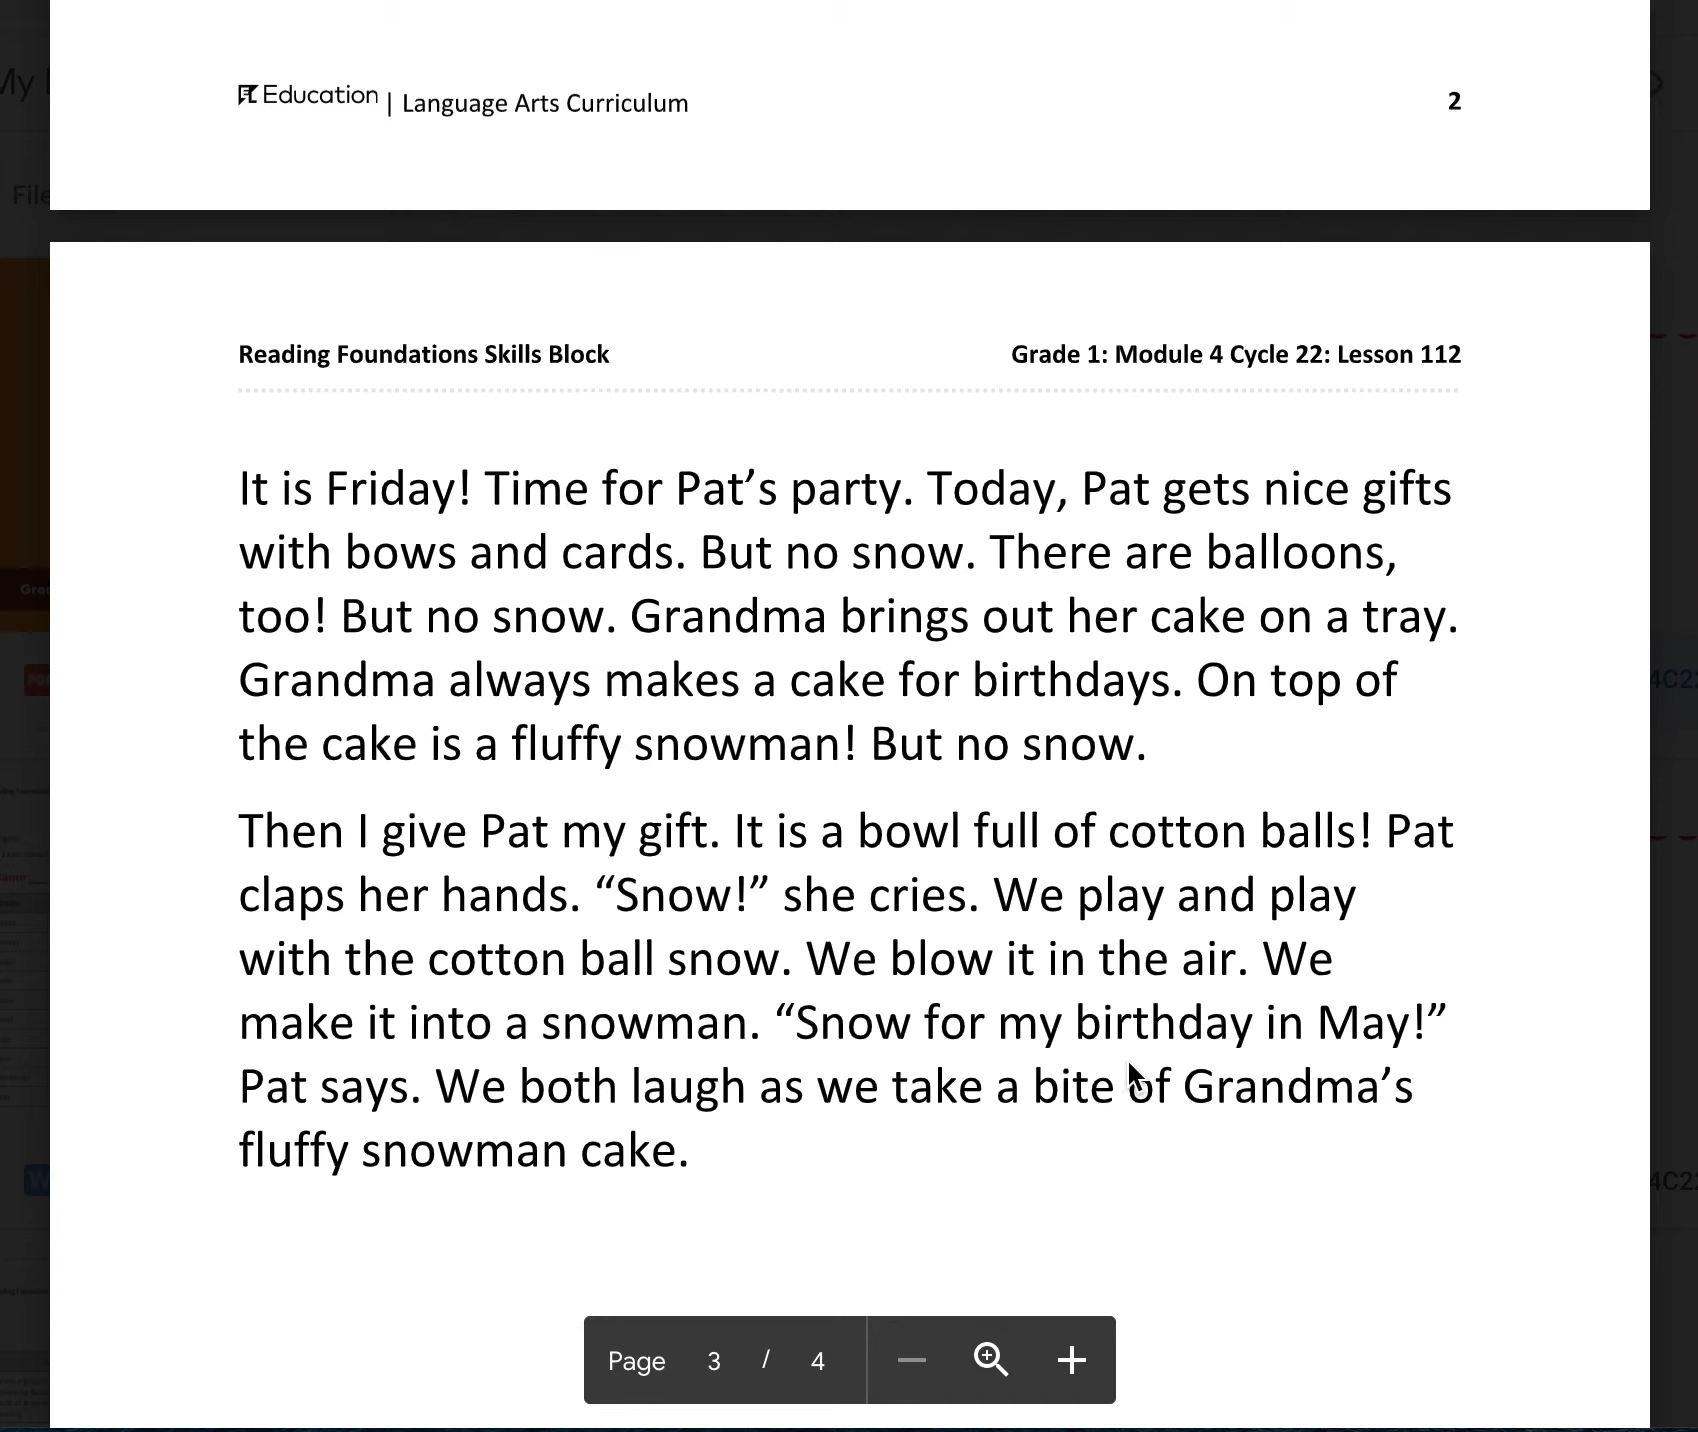 My
Education | Language Arts Curriculum 2
File
Reading Foundations Skills Block Grade 1: Module 4 Cycle 22: Lesson 112
It is Friday! Time for Pat’s party. Today, Pat gets nice gifts
with bows and cards. But no snow. There are balloons,
too! But no snow. Grandma brings out her cake on a tray.
Grandma always makes a cake for birthdays. On top of
the cake is a fluffy snowman! But no snow.
Then I give Pat my gift. It is a bowl full of cotton balls! Pat
claps her hands. “Snow!” she cries. We play and play
with the cotton ball snow. We blow it in the air. We
make it into a snowman. “Snow for my birthday in May!”
Pat says. We both laugh as we take a bite of Grandma’s
fluffy snowman cake.
Page 3 / 4